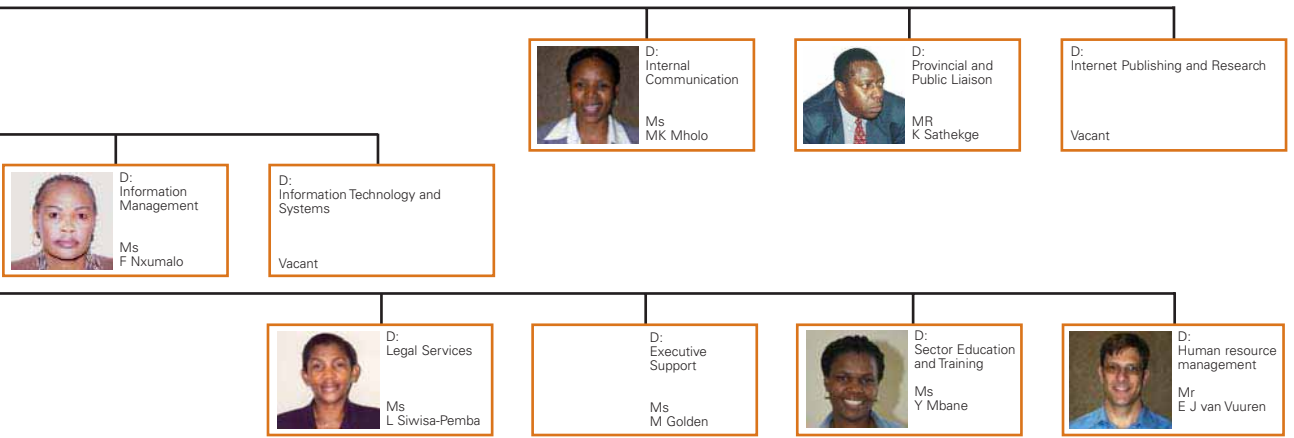 D:
Internal
Communication
Ms
MK Mholo
D:
Provincial and
Public Liaison
MR
K Sathekge
D:
Internet Publishing and Research
Vacant
D:
Information
Management
Ms
F Nxumalo
D:
Information Technology and
Systems
Vacant
D:
Legal Services
Ms
L Siwisa-Pemba
D:
Executive
Support
Ms
M Golden
D:
Sector Education
and Training
Ms
Y Mbane
D:
Human resource
management
Mr
E J van Vuuren